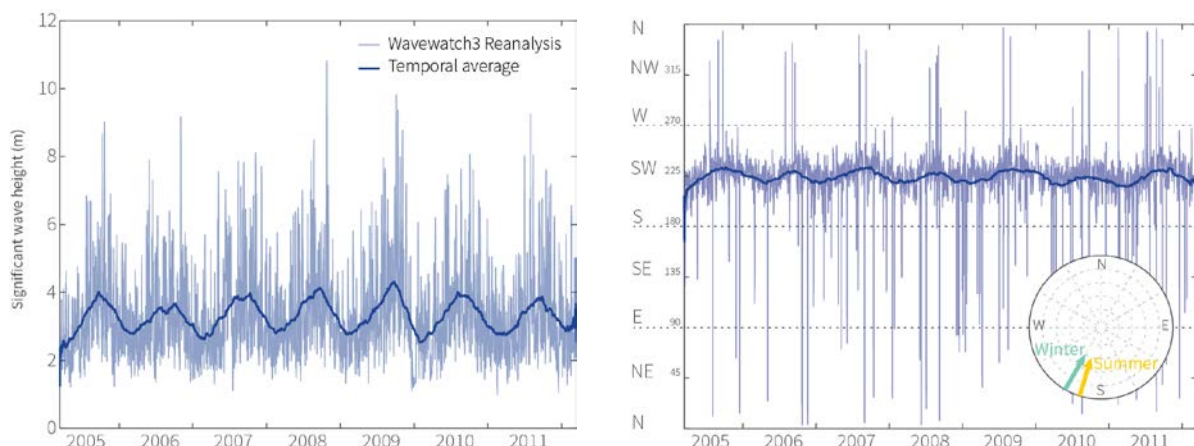 12
10
8
6
4
2
0
Significant wave height (m)
Wavewatch3 Reanalysis
Temporal average
2005 2006 2007 2008 2009 2010 2011
N
NW 315
W 270
SW 225
S 180
SE 135
E 90
NE 45
N
N
W E
Winter
Summer
S
2005 2006 2007 2008 2009 2010 2011